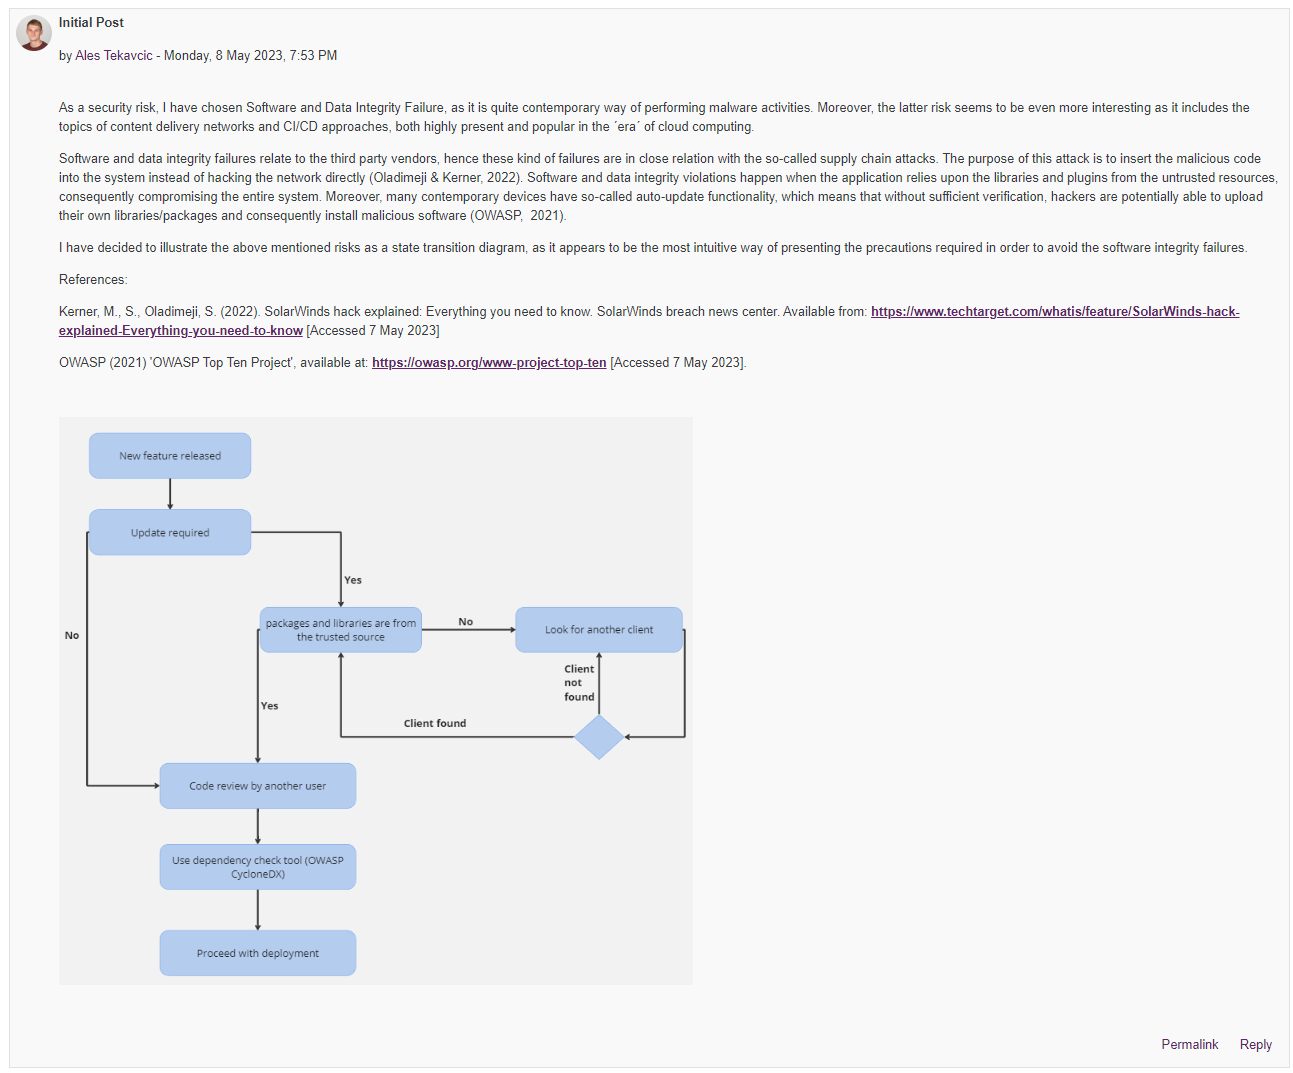 Initial Post
by Ales Tekavcic - Monday, 8 May 2023, 7:53 PM
As a security risk, I have chosen Software and Data Integrity Failure, as it is quite contemporary way of performing malware activities. Moreover, the latter risk seems to be even more interesting as it includes the
topics of content delivery networks and CI/CD approaches, both highly present and popular in the ´era´ of cloud computing.
Software and data integrity failures relate to the third party vendors, hence these kind of failures are in close relation with the so-called supply chain attacks. The purpose of this attack is to insert the malicious code
into the system instead of hacking the network directly (Oladimeji & Kerner, 2022). Software and data integrity violations happen when the application relies upon the libraries and plugins from the untrusted resources,
consequently compromising the entire system. Moreover, many contemporary devices have so-called auto-update functionality, which means that without sufficient verification, hackers are potentially able to upload
their own libraries/packages and consequently install malicious software (OWASP,  2021).
I have decided to illustrate the above mentioned risks as a state transition diagram, as it appears to be the most intuitive way of presenting the precautions required in order to avoid the software integrity failures.
References:
Kerner, M., S., Oladimeji, S. (2022). SolarWinds hack explained: Everything you need to know. SolarWinds breach news center. Available from: https://www.techtarget.com/whatis/feature/SolarWinds-hack-
explained-Everything-you-need-to-know [Accessed 7 May 2023]
OWASP (2021) 'OWASP Top Ten Project', available at: https://owasp.org/www-project-top-ten [Accessed 7 May 2023].
New feature released
Update required
Yes
No
packages and libraries are from
the trusted source
No
Look for another client
Client
not
found
Yes
Client found
Code review by another user
Use dependency check tool (OWASP
CycloneDX)
Proceed with deployment
Permalink
Reply